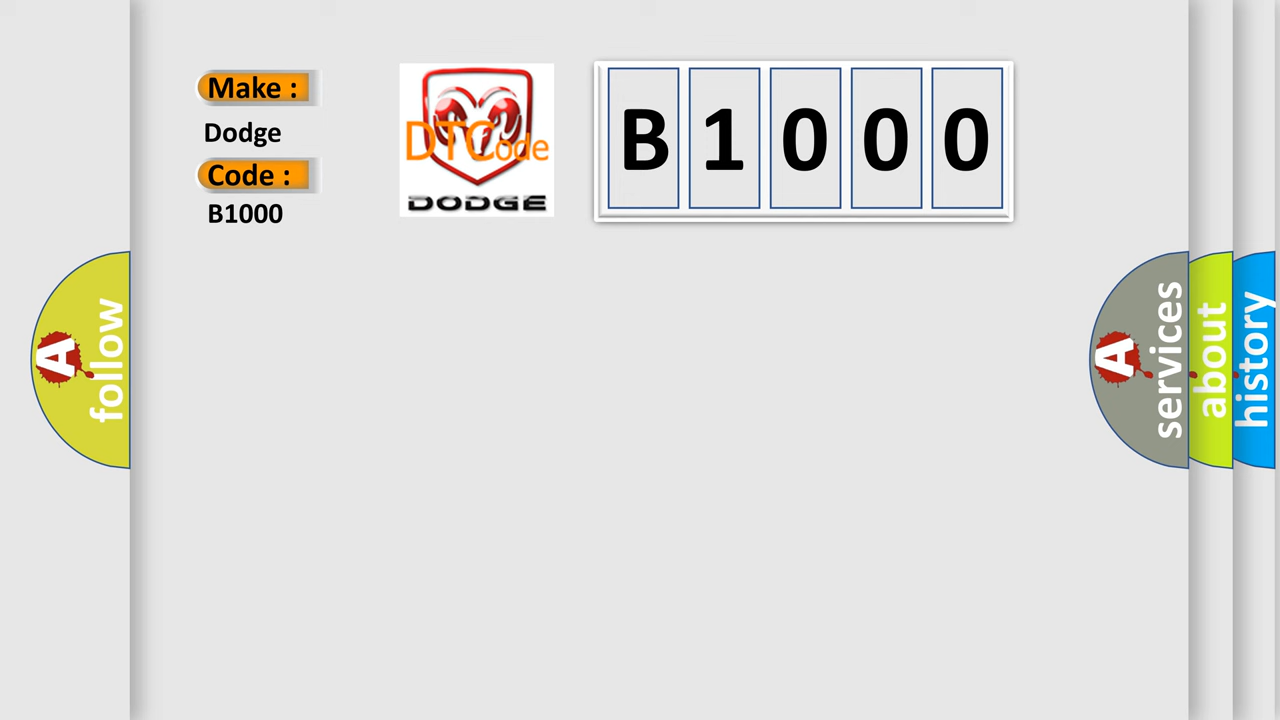 Make :
Dodge
Code :
B1000
DTCode
DODGE
B 1 0 0 0
A follow
A services
about
history